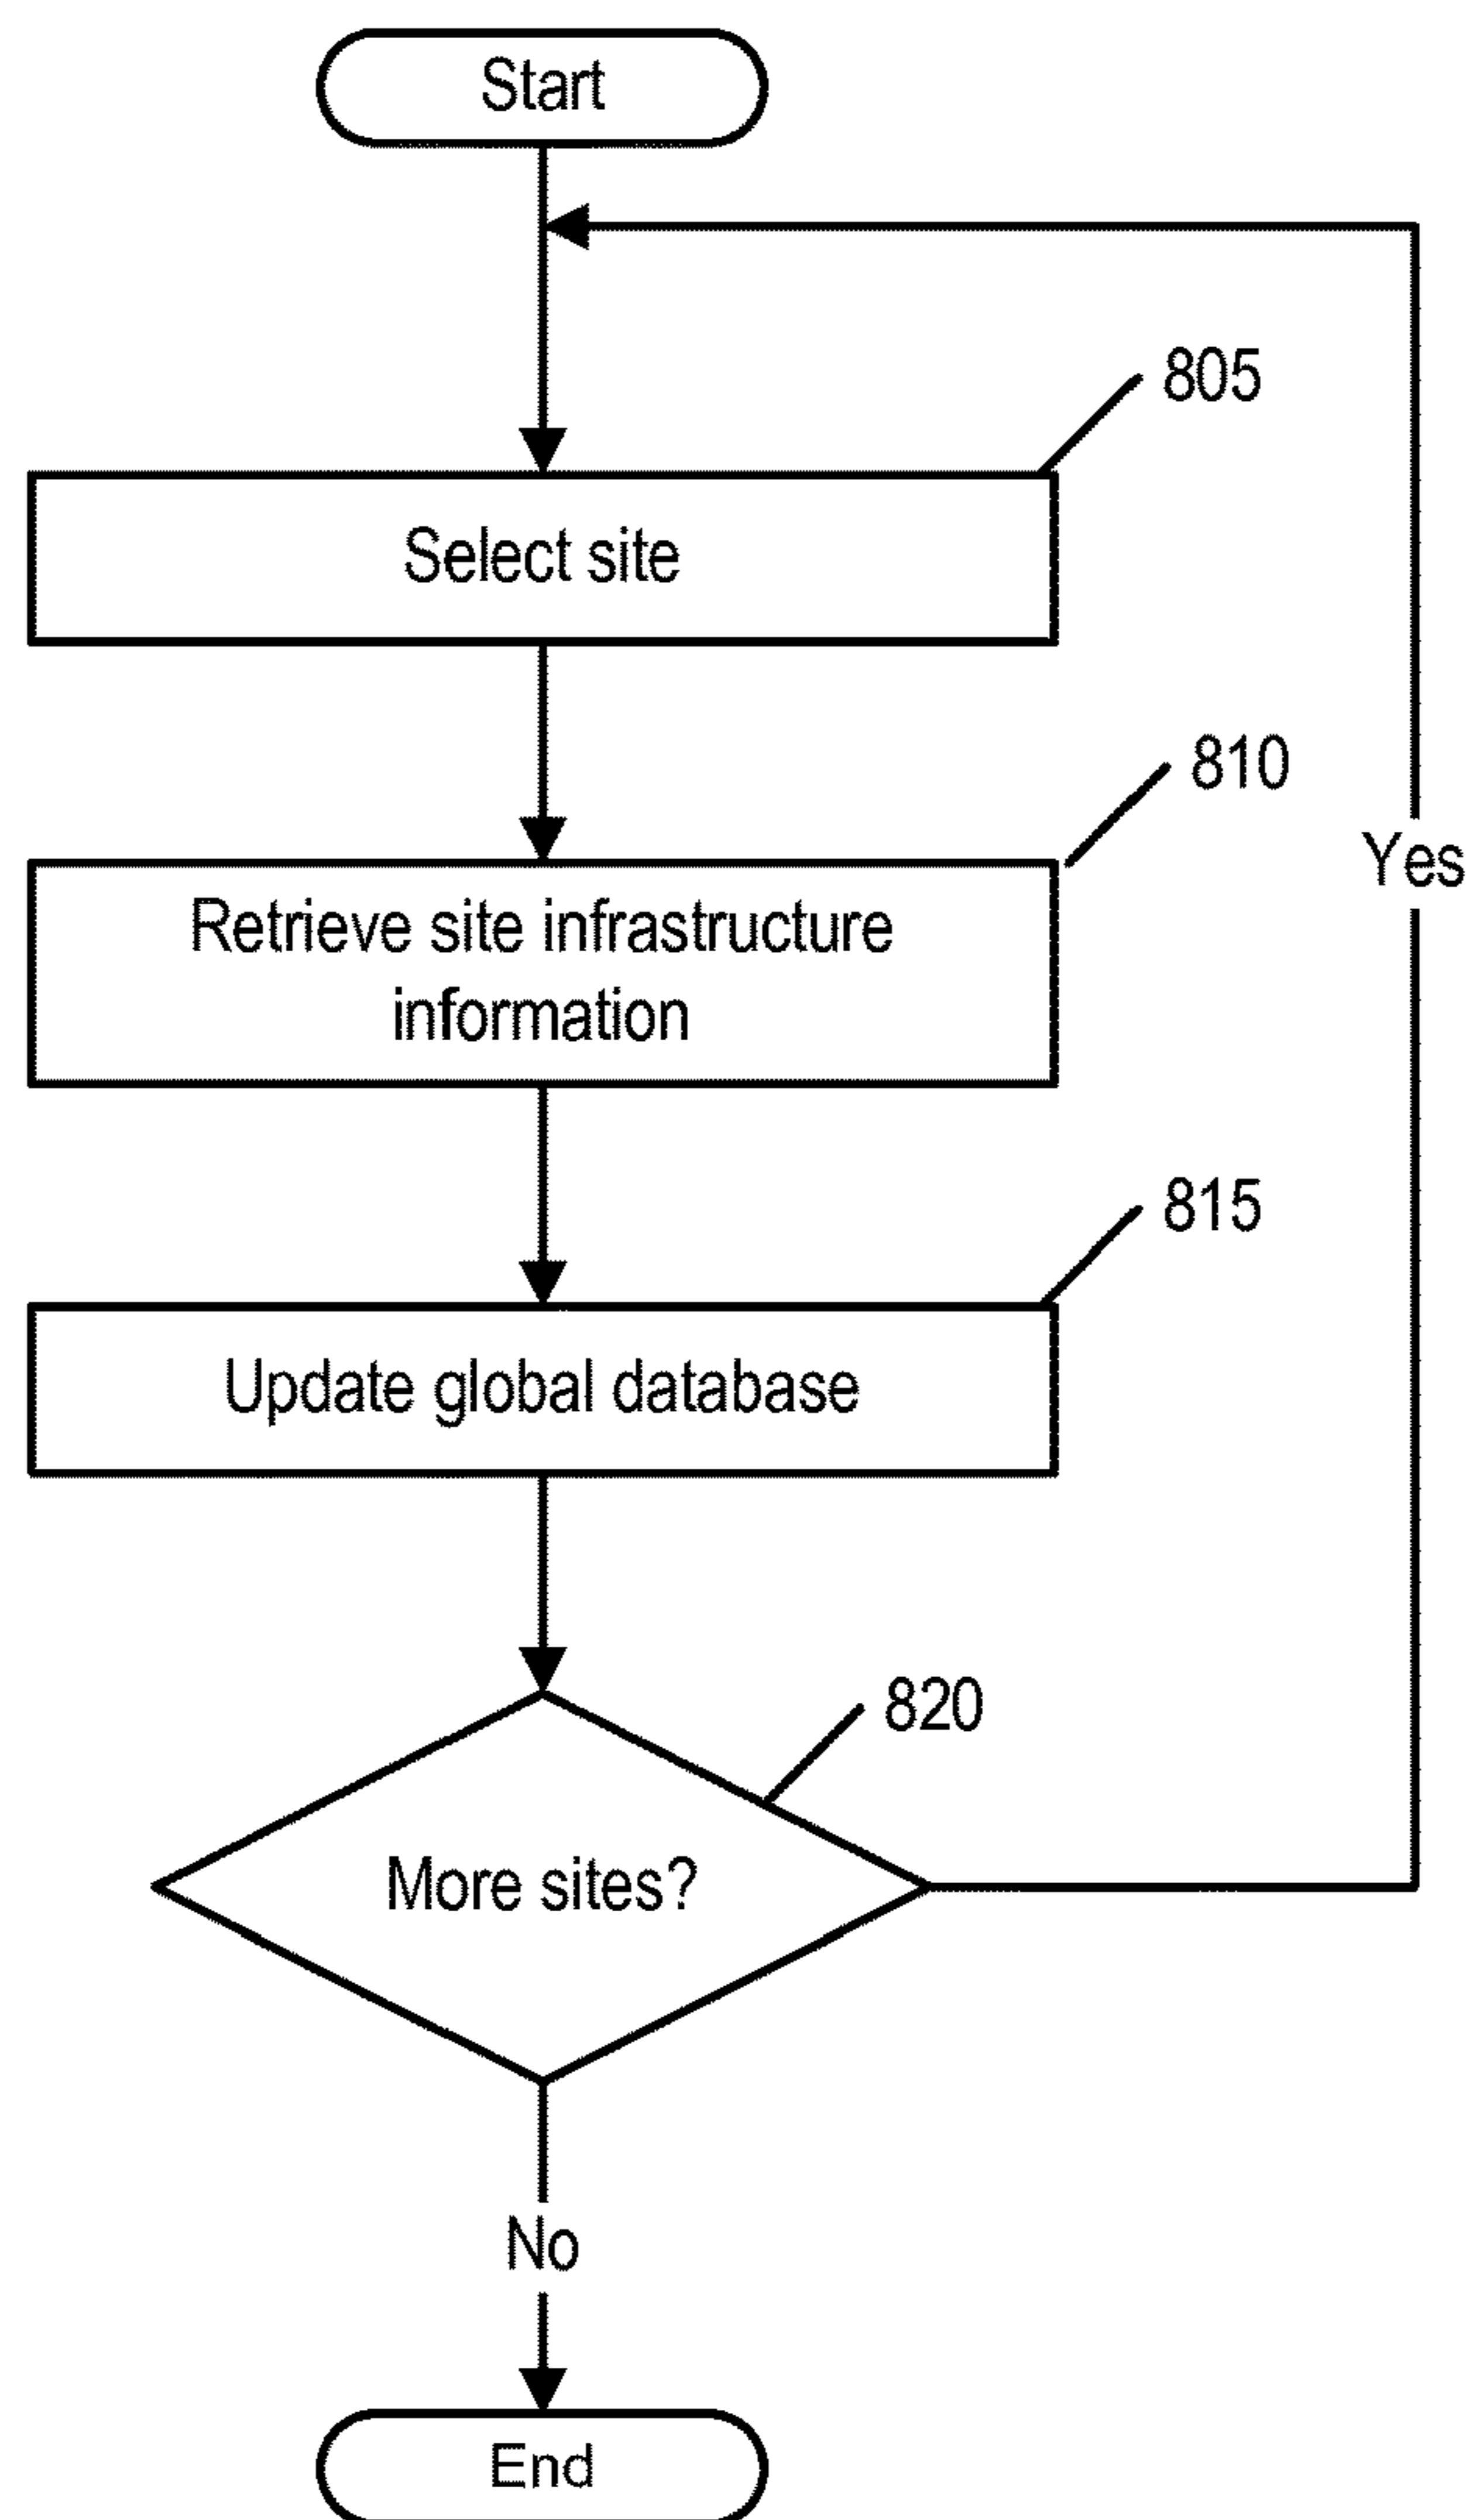 Start
805
Select site
810
Retrieve site infrastructure
information
Yes
815
Update global database
820
More sites?
No
End